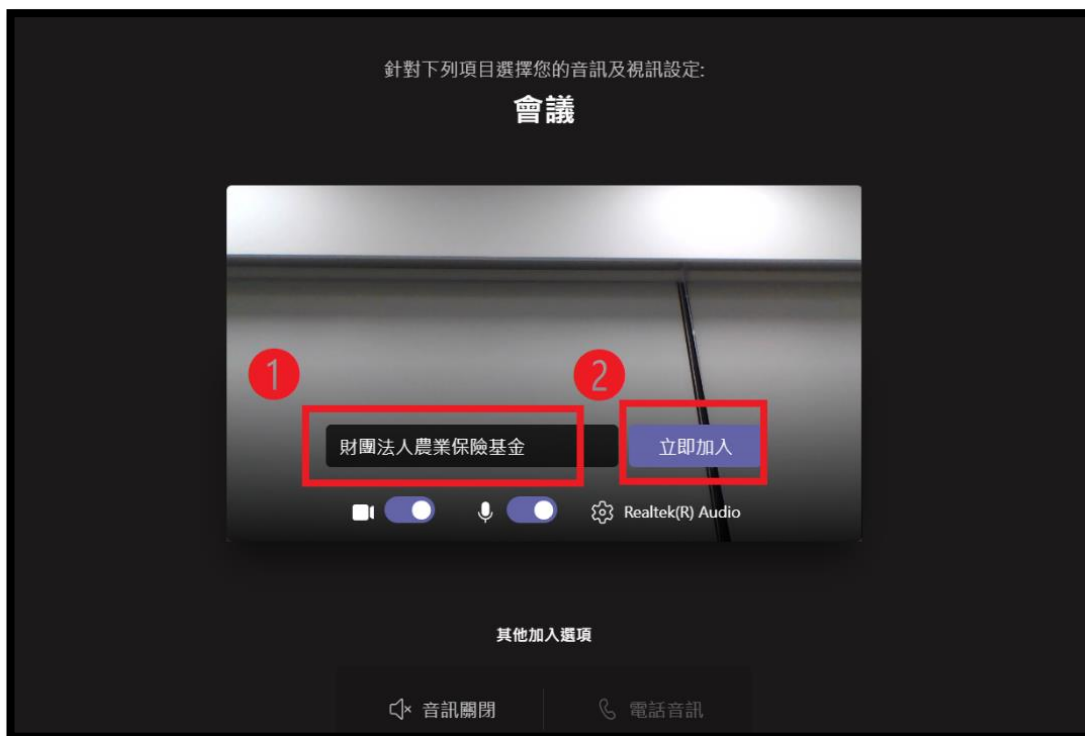 針對下列項目選擇您的音訊及視訊設定:
會議
1
2
財團法人農業保險基金
立即加入
Realtek(R) Audio
其他加入選項
音訊關閉
電話音訊